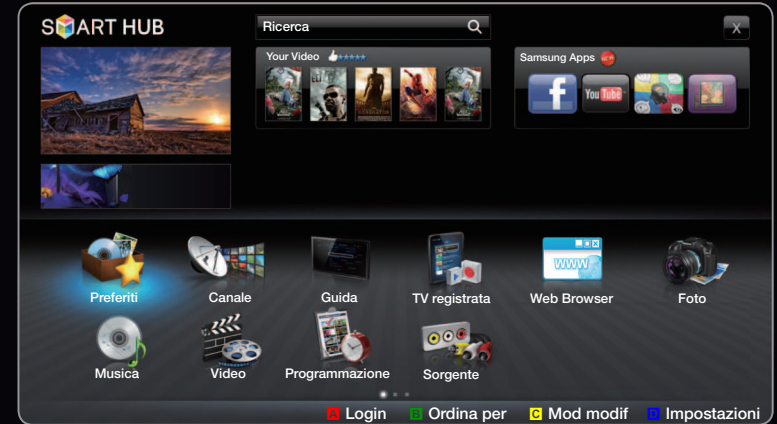 SMART HUB
Ricerca
X
Your Video
Samsung Apps
You Tube
Preferiti
Canale
Guida
TV registrata
www
Web Browser
Foto
Musica
Video
Programmazione
Sorgente
A Login B Ordina per C Mod modif D Impostazioni